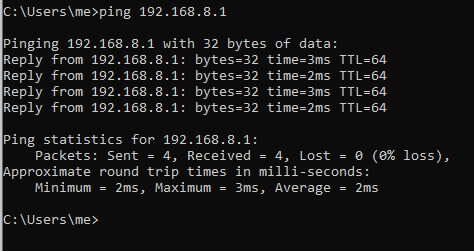 C:\Users\me>ping 192.168.8.1
Pinging 192.168.8.1 with 32 bytes of data:
Reply from 192.168.8.1: bytes=32 time=3ms TTL=64
Reply from 192.168.8.1: bytes=32 time=2ms TTL=64
Reply from 192.168.8.1: bytes=32 time=3ms TTL=64
Reply from 192.168.8.1: bytes=32 time=2ms TTL=64
Ping statistics for 192.168.8.1:
    Packets: Sent = 4, Received = 4, Lost = 0 (0% loss),
Approximate round trip times in milli-seconds:
    Minimum = 2ms, Maximum = 3ms, Average = 2ms
C:\Users\me>